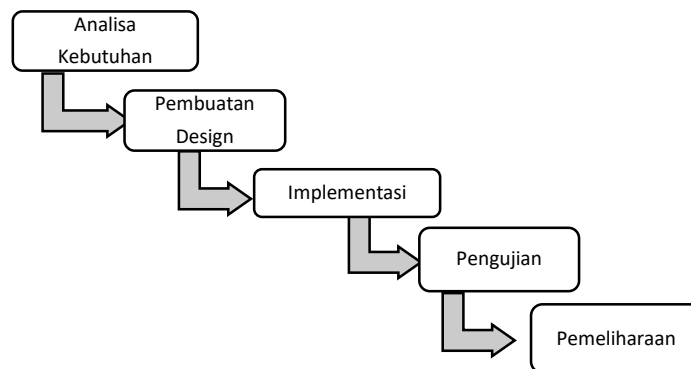 Analisa
Kebutuhan
Pembuatan
Design
Implementasi
Pengujian
Pemeliharaan